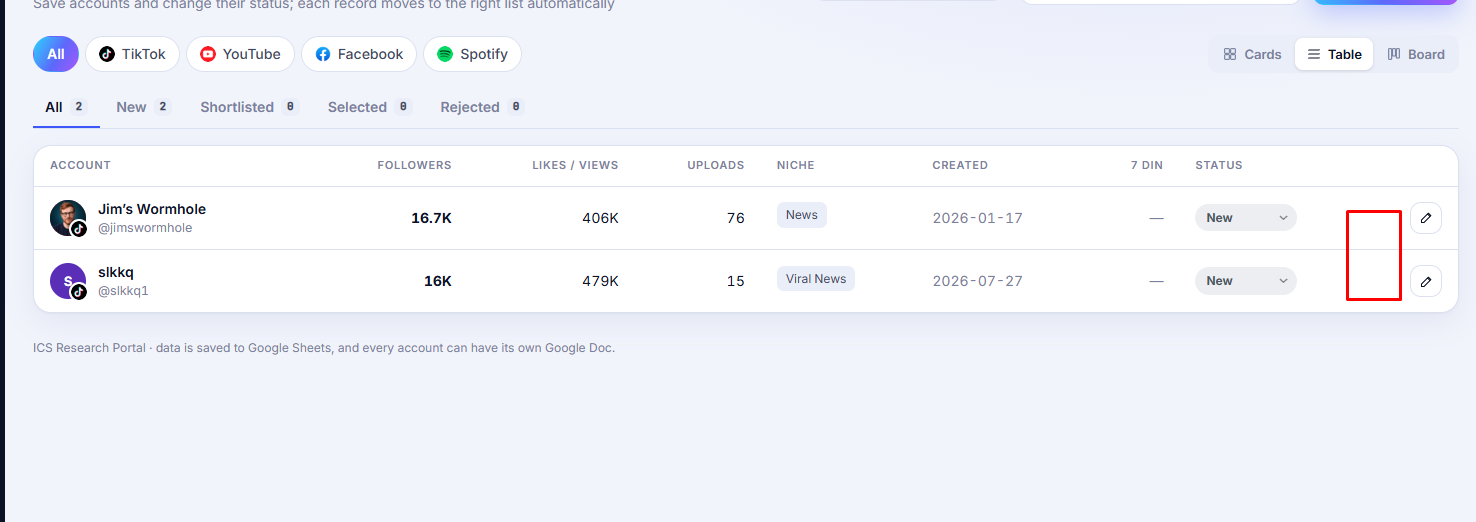 Save accounts and change their status; each record moves to the right list automatically
All TikTok YouTube Facebook Spotify Cards Table Board
All 2 New 2 Shortlisted 0 Selected 0 Rejected 0
ACCOUNT FOLLOWERS LIKES / VIEWS UPLOADS NICHE CREATED 7 DIN STATUS
Jim's Wormhole
@jimswormhole
16.7K 406K 76 News 2026-01-17 — New
slkkq
@slkkq1
S
16K 479K 15 Viral News 2026-07-27 — New
ICS Research Portal · data is saved to Google Sheets, and every account can have its own Google Doc.